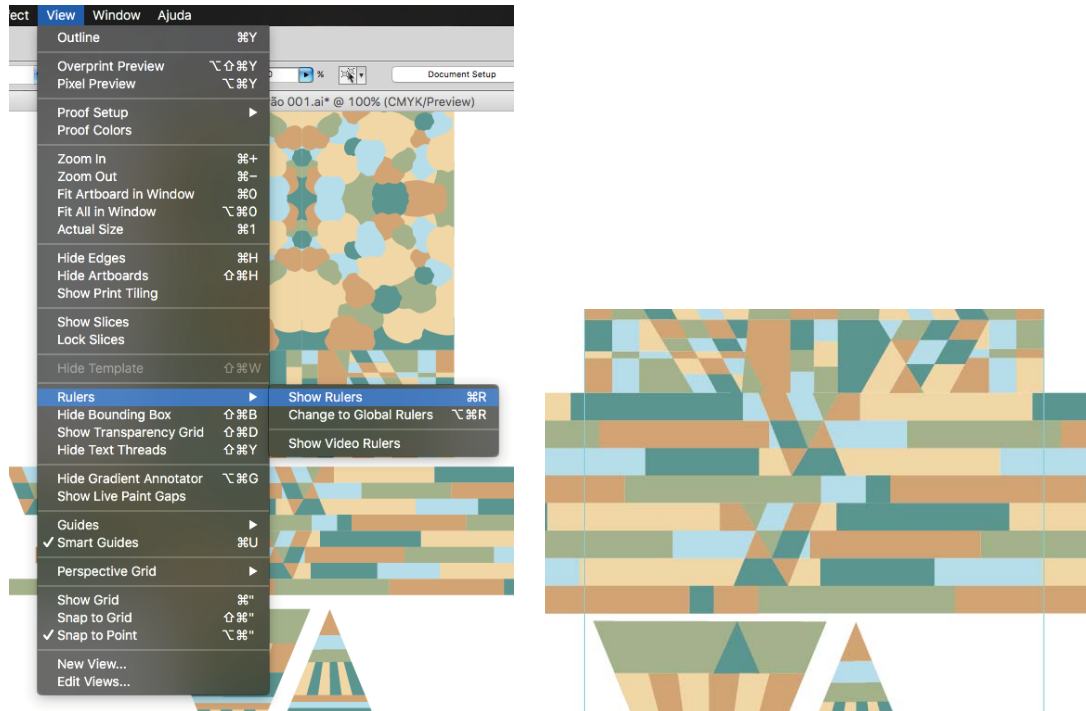 ect View Window Ajuda
Outline ⌘Y
Overprint Preview ⌥⇧⌘Y
Pixel Preview ⌥⌘Y
Proof Setup ▶
Proof Colors
Zoom In ⌘+
Zoom Out ⌘–
Fit Artboard in Window ⌘0
Fit All in Window ⌥⌘0
Actual Size ⌘1
Hide Edges ⌘H
Hide Artboards ⇧⌘H
Show Print Tiling
Show Slices
Lock Slices
Hide Template ⇧⌘W
Rulers ▶
Hide Bounding Box ⇧⌘B
Show Transparency Grid ⇧⌘D
Hide Text Threads ⇧⌘Y
Hide Gradient Annotator ⌥⌘G
Show Live Paint Gaps
Guides ▶
✓ Smart Guides ⌘U
Perspective Grid ▶
Show Grid ⌘"
Snap to Grid ⇧⌘"
✓ Snap to Point ⌥⌘"
New View...
Edit Views...
% Document Setup
ão 001.ai* @ 100% (CMYK/Preview)
Show Rulers ⌘R
Change to Global Rulers ⌥⌘R
Show Video Rulers